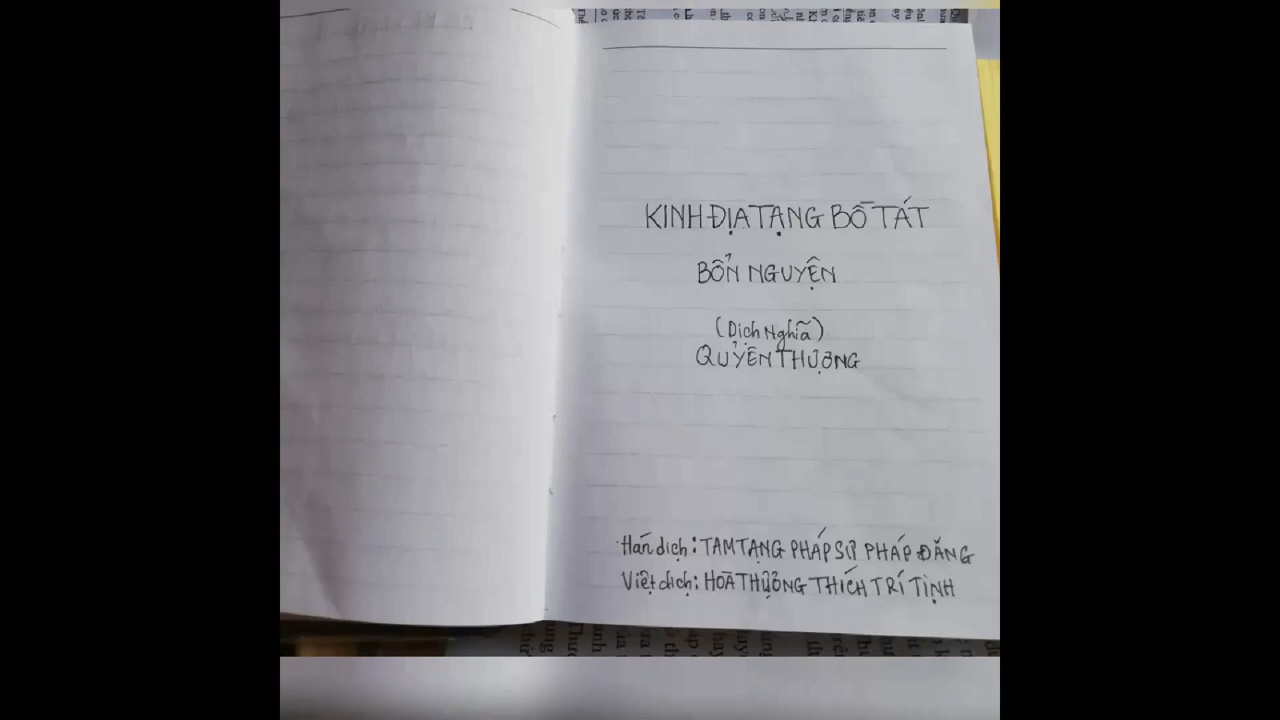 KINH ĐỊA TẠNG BỒ TÁT
BỔN NGUYỆN
(Dịch Nghĩa)
QUYỂN THƯỢNG
Hán dịch: TAM TẠNG PHÁP SƯ PHÁP ĐĂNG
Việt dịch: HOÀ THƯỢNG THÍCH TRÍ TỊNH